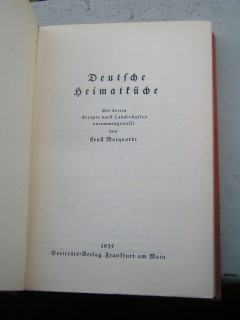 Deutsche
Heimatküche
Die besten
Rezepte nach Landschaften
zusammengestellt
von
Ernst Marquardt
1935
Societäts-Verlag Frankfurt am Main